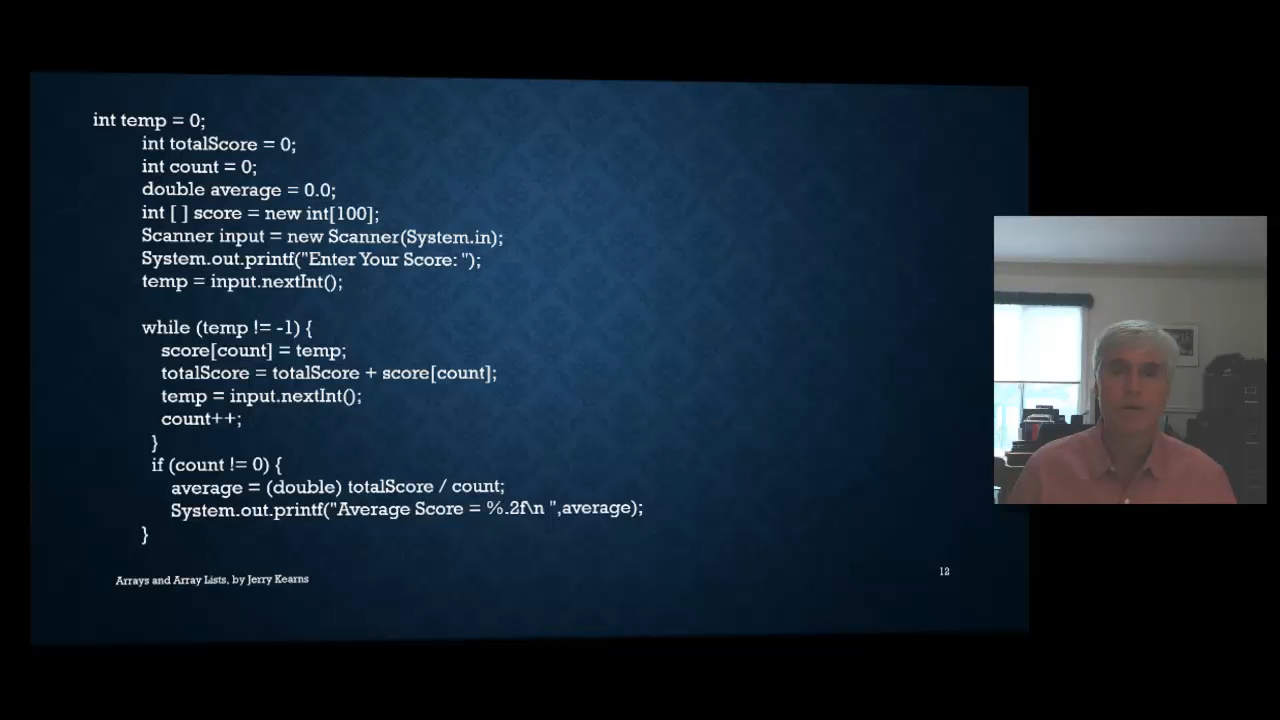 int temp = 0;
int totalScore = 0;
int count = 0;
double average = 0.0;
int [ ] score = new int[100];
Scanner input = new Scanner(System.in);
System.out.printf("Enter Your Score: ");
temp = input.nextInt();
while (temp != -1) {
score[count] = temp;
totalScore = totalScore + score[count];
temp = input.nextInt();
count++;
}
if (count != 0) {
average = (double) totalScore / count;
System.out.printf("Average Score = %.2f\n ",average);
}
Arrays and Array Lists, by Jerry Kearns
12